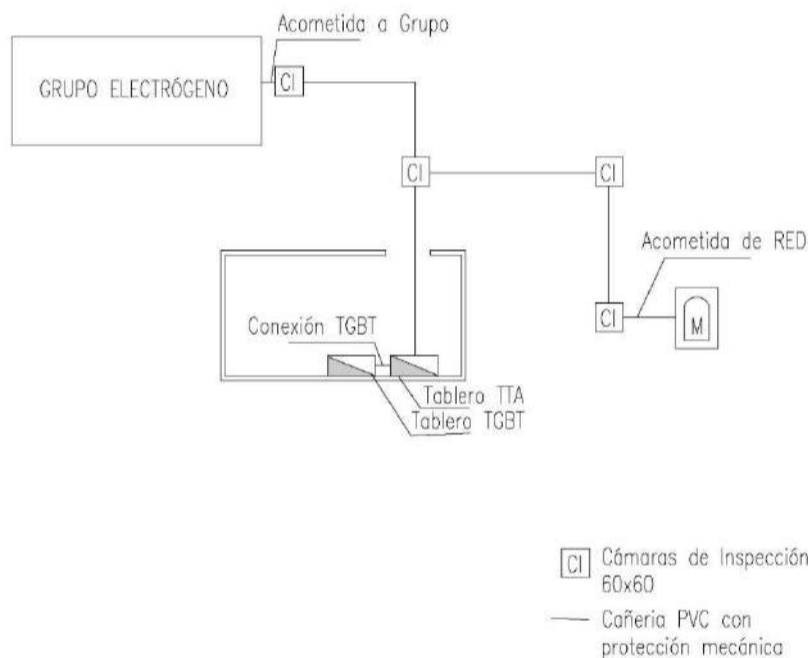 Acometida a Grupo
GRUPO ELECTRÓGENO
CI
CI
CI
Acometida de RED
CI
M
Conexión TGBT
Tablero TTA
Tablero TGBT
CI Cámaras de Inspección
60x60
Cañeria PVC con
protección mecánica